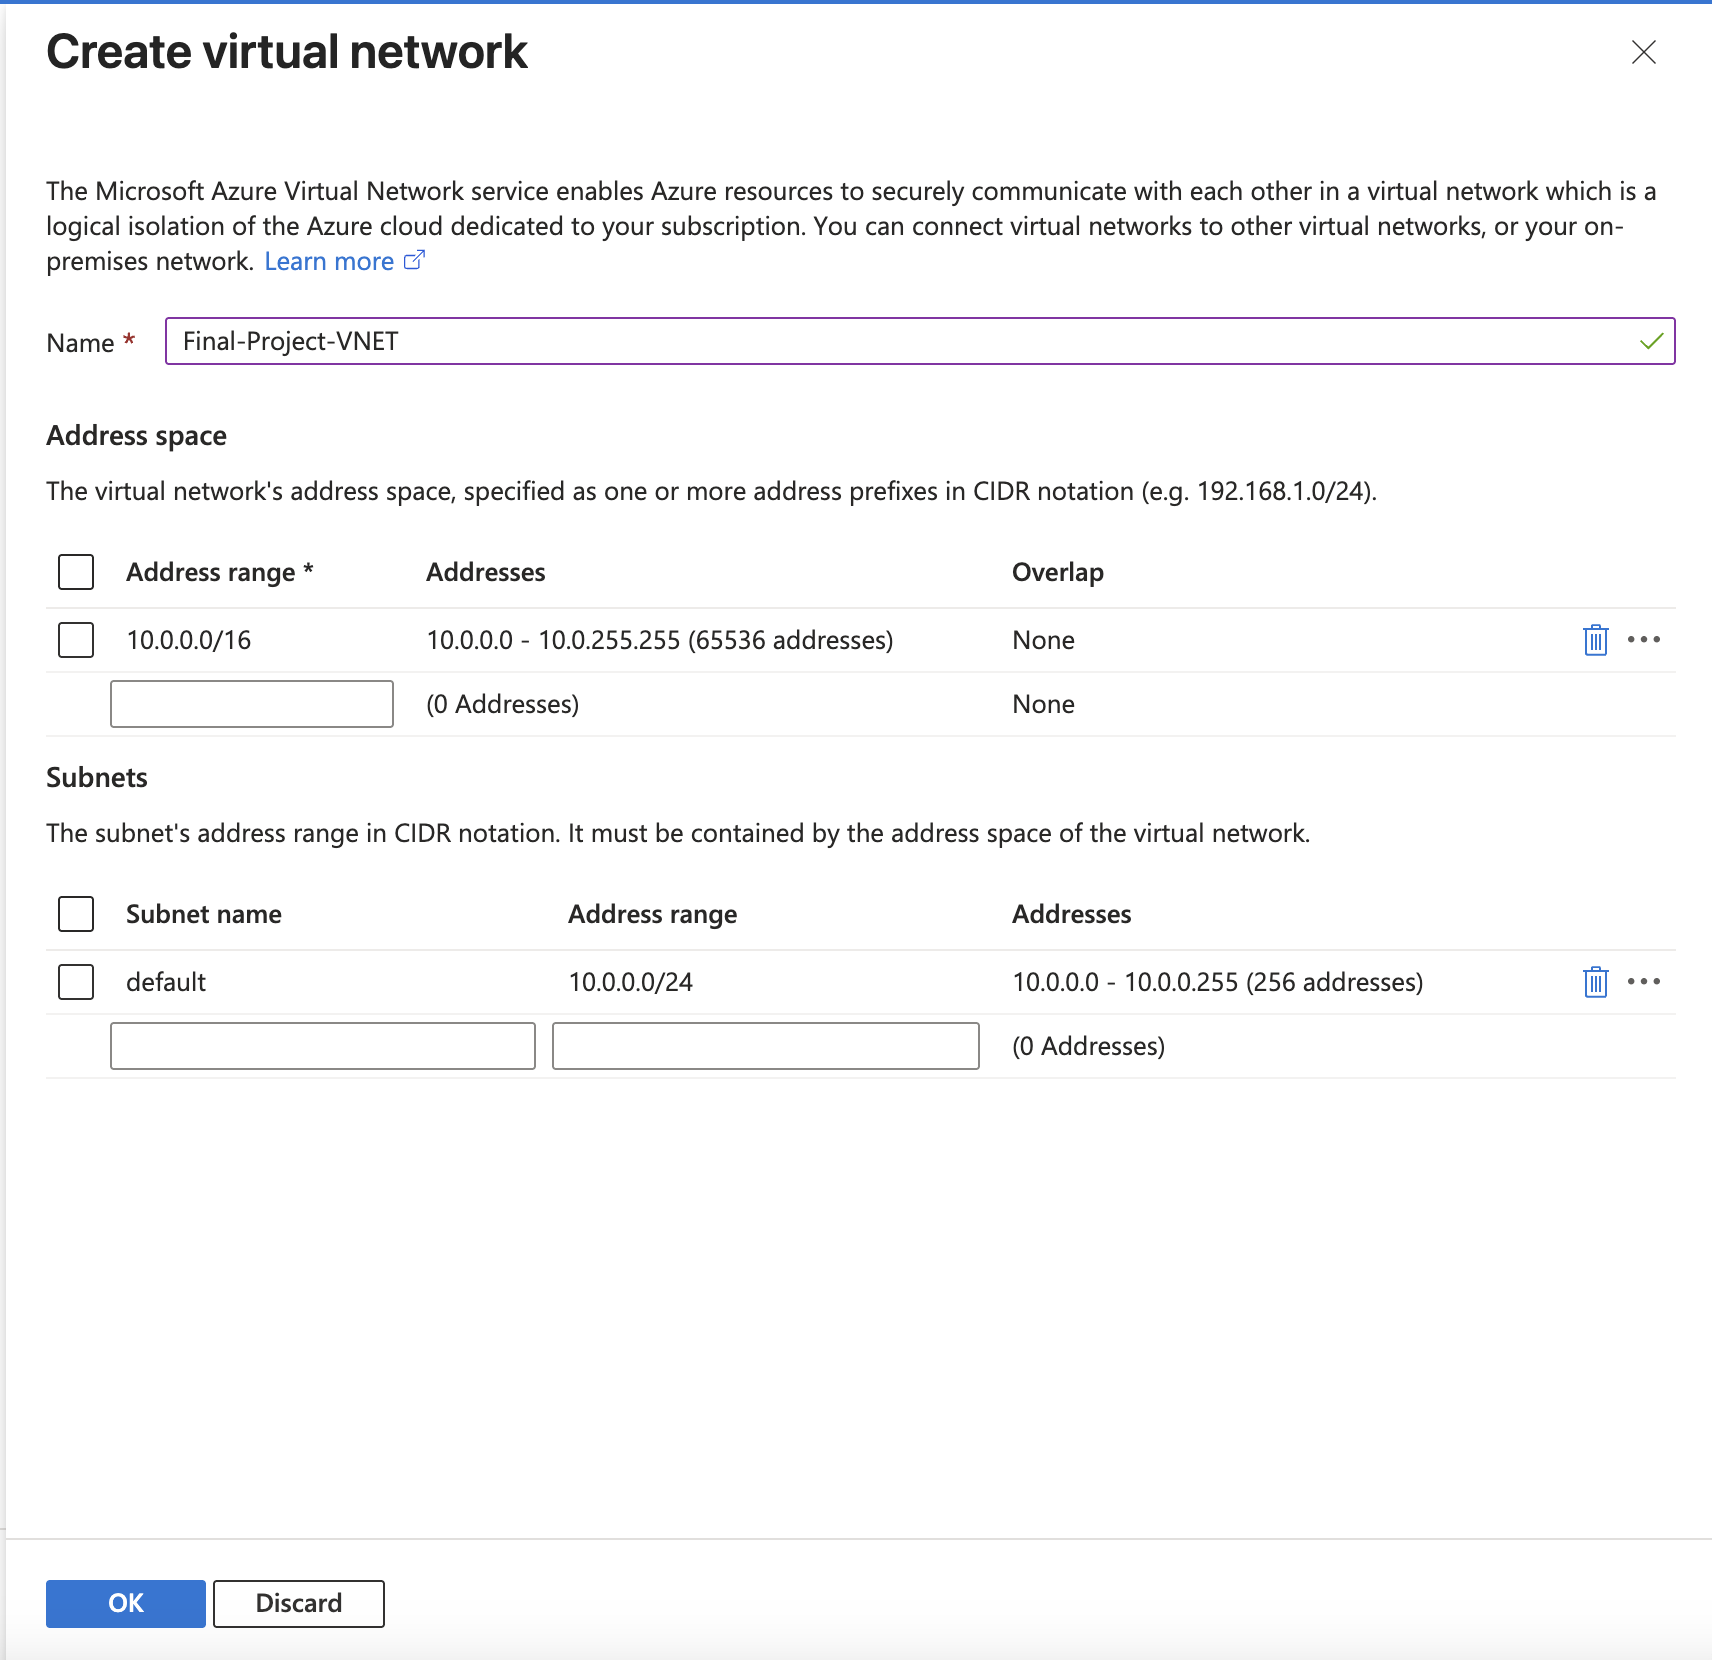 Create virtual network
The Microsoft Azure Virtual Network service enables Azure resources to securely communicate with each other in a virtual network which is a
logical isolation of the Azure cloud dedicated to your subscription. You can connect virtual networks to other virtual networks, or your on-
premises network. Learn more
Name * Final-Project-VNET
Address space
The virtual network's address space, specified as one or more address prefixes in CIDR notation (e.g. 192.168.1.0/24).
Address range * Addresses Overlap
10.0.0.0/16 10.0.0.0 - 10.0.255.255 (65536 addresses) None
(0 Addresses) None
Subnets
The subnet's address range in CIDR notation. It must be contained by the address space of the virtual network.
Subnet name Address range Addresses
default 10.0.0.0/24 10.0.0.0 - 10.0.0.255 (256 addresses)
(0 Addresses)
OK Discard